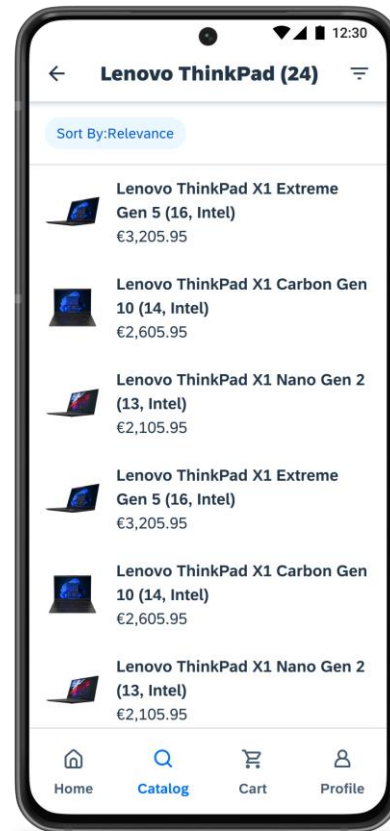 12:30
Lenovo ThinkPad (24)
Sort By:Relevance
Lenovo ThinkPad X1 Extreme
Gen 5 (16, Intel)
€3,205.95
Lenovo ThinkPad X1 Carbon Gen
10 (14, Intel)
€2,605.95
Lenovo ThinkPad X1 Nano Gen 2
(13, Intel)
€2,105.95
Lenovo ThinkPad X1 Extreme
Gen 5 (16, Intel)
€3,205.95
Lenovo ThinkPad X1 Carbon Gen
10 (14, Intel)
€2,605.95
Lenovo ThinkPad X1 Nano Gen 2
(13, Intel)
€2,105.95
Home Catalog Cart Profile